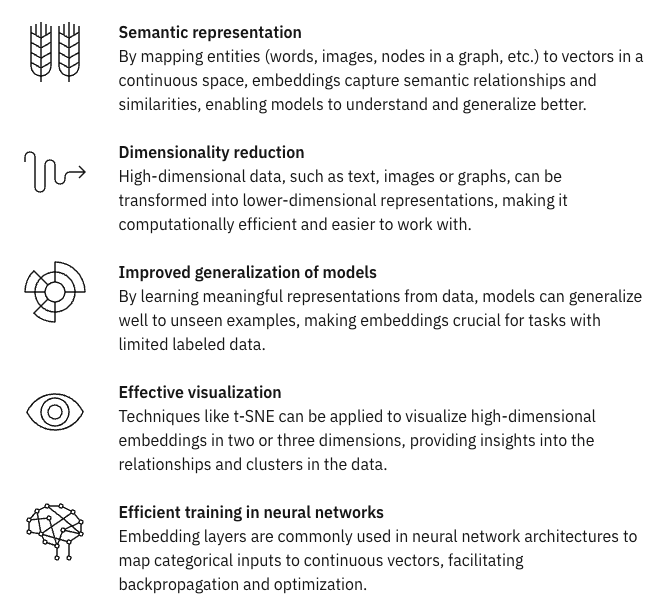 Semantic representation
By mapping entities (words, images, nodes in a graph, etc.) to vectors in a
continuous space, embeddings capture semantic relationships and
similarities, enabling models to understand and generalize better.
Dimensionality reduction
High-dimensional data, such as text, images or graphs, can be
transformed into lower-dimensional representations, making it
computationally efficient and easier to work with.
Improved generalization of models
By learning meaningful representations from data, models can generalize
well to unseen examples, making embeddings crucial for tasks with
limited labeled data.
Effective visualization
Techniques like t-SNE can be applied to visualize high-dimensional
embeddings in two or three dimensions, providing insights into the
relationships and clusters in the data.
Efficient training in neural networks
Embedding layers are commonly used in neural network architectures to
map categorical inputs to continuous vectors, facilitating
backpropagation and optimization.